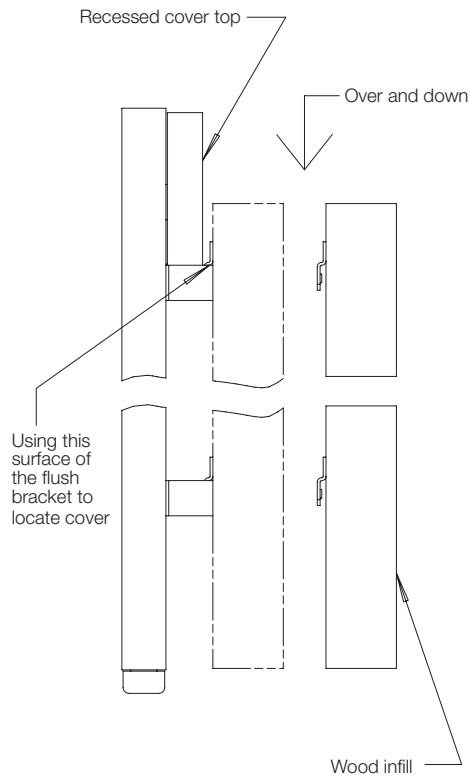 Recessed cover top
Over and down
Using this
surface of
the flush
bracket to
locate cover
Wood infill